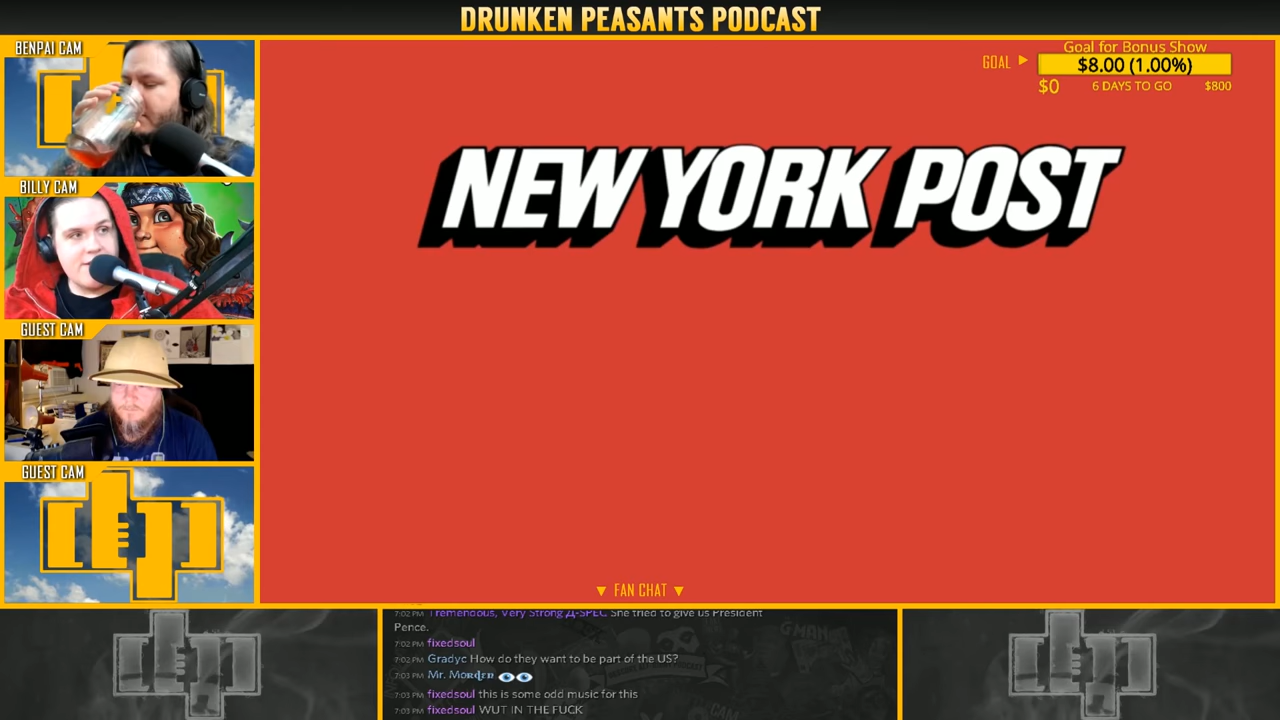 DRUNKEN PEASANTS PODCAST
BENPAI CAM
BILLY CAM
GUEST CAM
GUEST CAM
GOAL ▶
Goal for Bonus Show
$8.00 (1.00%)
$0 6 DAYS TO GO $800
NEW YORK POST
▼ FAN CHAT ▼
7:02 PM Tremendous, Very Strong Д-SPEC She tried to give us President
Pence.
7:02 PM fixedsoul
7:02 PM Gradyc How do they want to be part of the US?
7:03 PM Mr. Morden 👁👁
7:03 PM fixedsoul this is some odd music for this
7:03 PM fixedsoul WUT IN THE FUCK